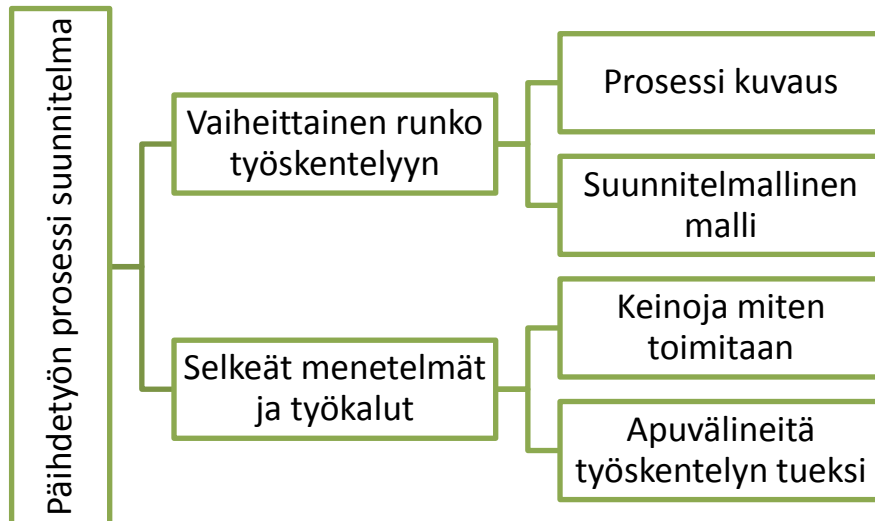 Päihdetyön prosessi suunnitelma
Vaiheittainen runko
työskentelyyn
Prosessi kuvaus
Suunnitelmallinen
malli
Selkeät menetelmät
ja työkalut
Keinoja miten
toimitaan
Apuvälineitä
työskentelyn tueksi